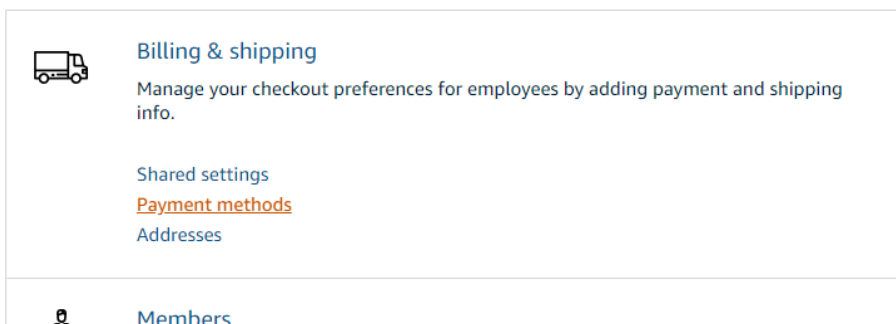 Billing & shipping
Manage your checkout preferences for employees by adding payment and shipping
info.
Shared settings
Payment methods
Addresses
Members